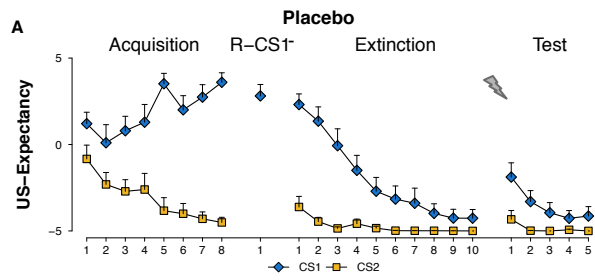 Placebo
A
Acquisition R−CS1⁻ Extinction Test
US−Expectancy
5
0
−5
1 2 3 4 5 6 7 8 1 1 2 3 4 5 6 7 8 9 10 1 2 3 4 5
CS1 CS2